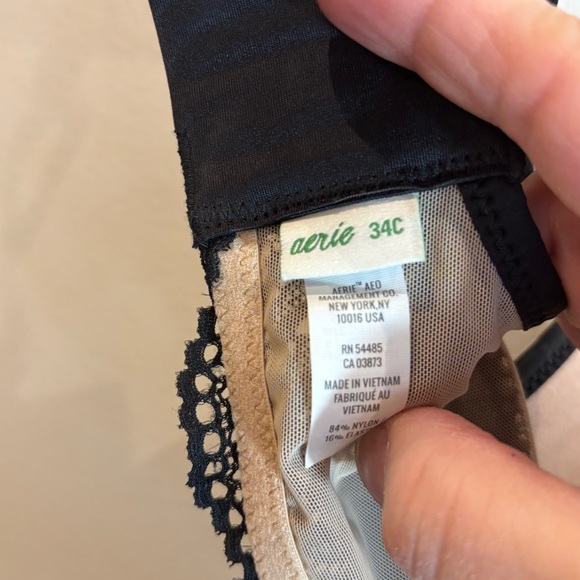 aerie 34C
AERIE™ AEO
MANAGEMENT CO.
NEW YORK,NY
10016 USA
RN 54485
CA 03873
MADE IN VIETNAM
FABRIQUÉ AU
VIETNAM
84% NYLON
16%